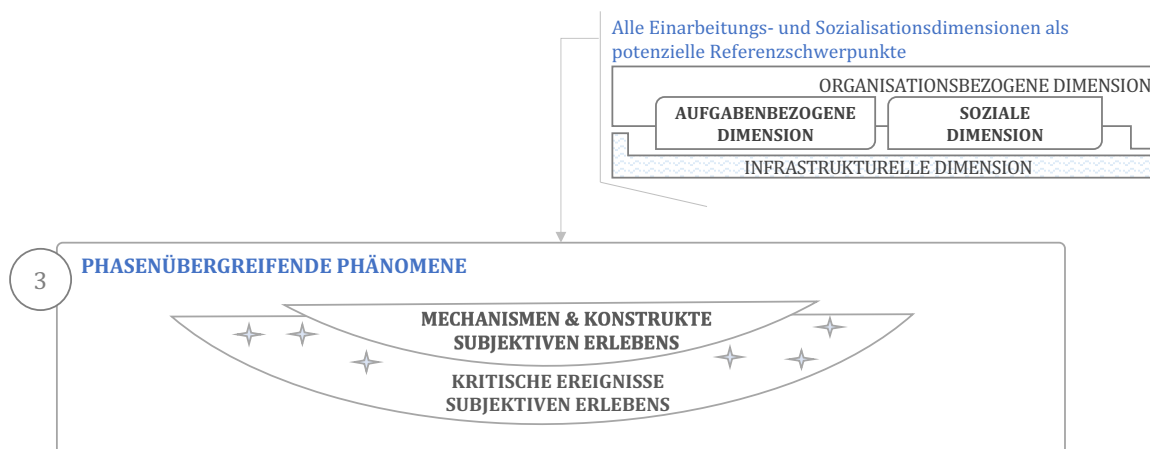 Alle Einarbeitungs- und Sozialisationsdimensionen als
potenzielle Referenzschwerpunkte
ORGANISATIONSBEZOGENE DIMENSION
AUFGABENBEZOGENE
DIMENSION
SOZIALE
DIMENSION
INFRASTRUKTURELLE DIMENSION
3
PHASENÜBERGREIFENDE PHÄNOMENE
MECHANISMEN & KONSTRUKTE
SUBJEKTIVEN ERLEBENS
KRITISCHE EREIGNISSE
SUBJEKTIVEN ERLEBENS